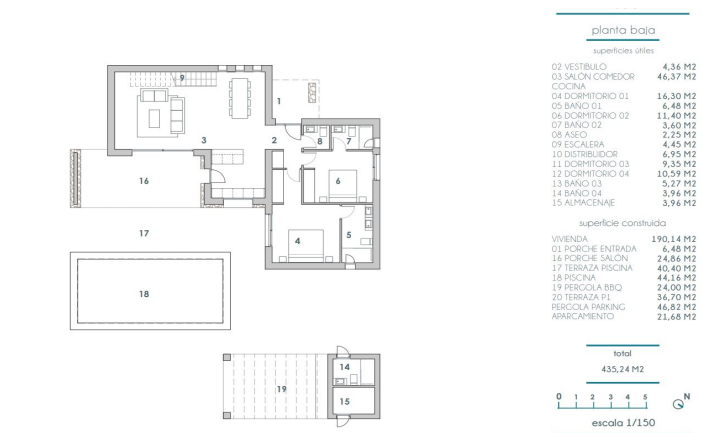 planta baja
superficies útiles
02 VESTÍBULO 4,36 M2
03 SALÓN COMEDOR COCINA 46,37 M2
04 DORMITORIO 01 16,30 M2
05 BAÑO 01 6,48 M2
06 DORMITORIO 02 11,40 M2
07 BAÑO 02 3,60 M2
08 ASEO 2,25 M2
09 ESCALERA 4,45 M2
10 DISTRIBUIDOR 6,95 M2
11 DORMITORIO 03 9,35 M2
12 DORMITORIO 04 10,59 M2
13 BAÑO 03 5,27 M2
14 BAÑO 04 3,96 M2
15 ALMACENAJE 3,96 M2
superficie construida
VIVIENDA 190,14 M2
01 PORCHE ENTRADA 6,48 M2
16 PORCHE SALÓN 24,86 M2
17 TERRAZA PISCINA 40,40 M2
18 PISCINA 44,16 M2
19 PERGOLA BBQ 24,00 M2
20 TERRAZA P1 36,70 M2
PERGOLA PARKING 46,82 M2
APARCAMIENTO 21,68 M2
total
435,24 M2
0 1 2 3 4 5 N
escala 1/150
9
1
3
2
8
7
16
6
17
4
5
18
14
19
15